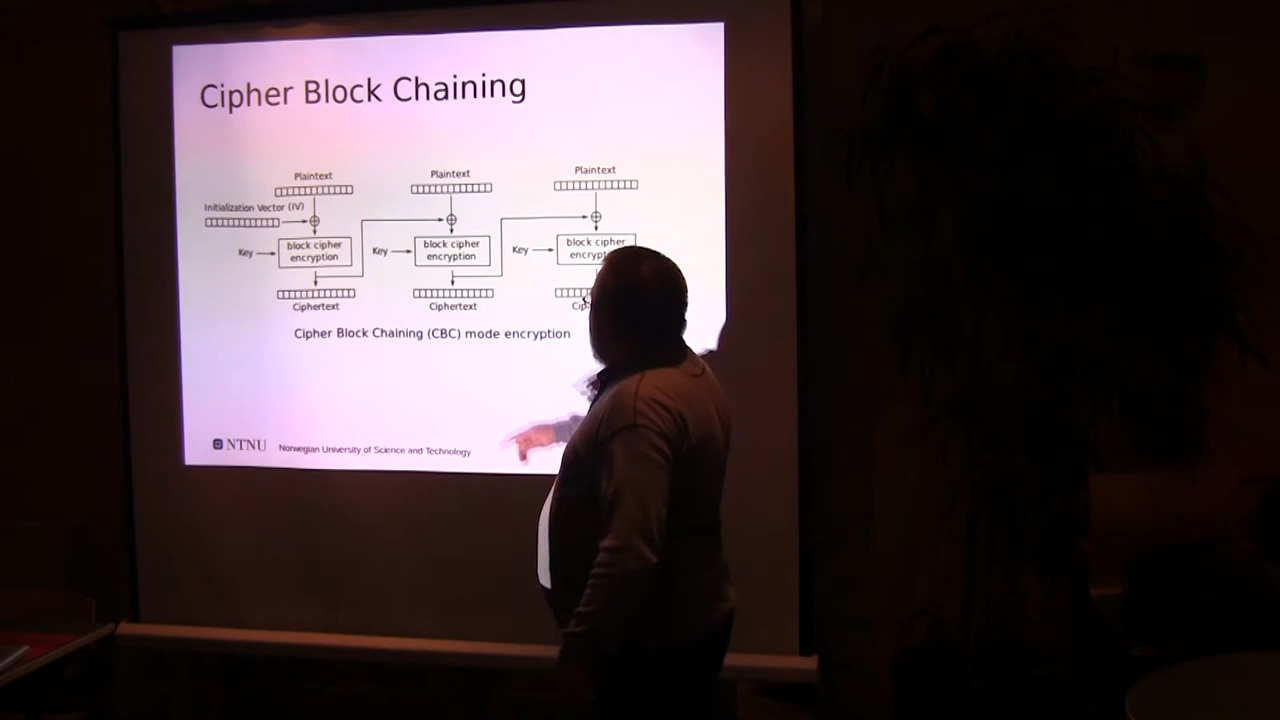 Cipher Block Chaining
Plaintext
Plaintext
Plaintext
Initialization Vector (IV)
Key
block cipher
encryption
Key
block cipher
encryption
Key
block cipher
Ciphertext
Ciphertext
Cipher Block Chaining (CBC) mode encryption
NTNU
Norwegian University of Science and Technology